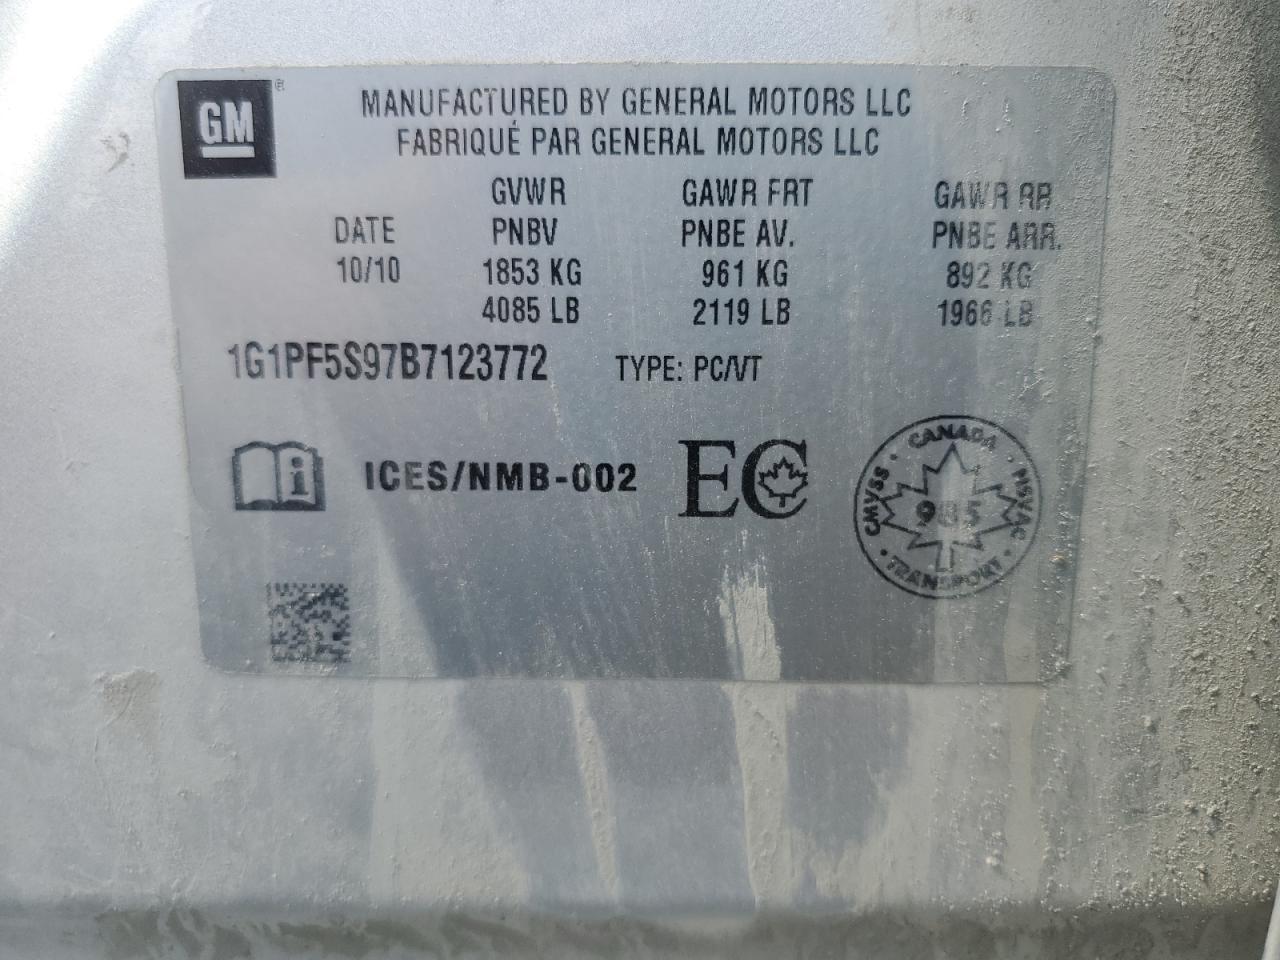 GM ®
MANUFACTURED BY GENERAL MOTORS LLC
FABRIQUÉ PAR GENERAL MOTORS LLC
GVWR GAWR FRT GAWR RR
DATE PNBV PNBE AV. PNBE ARR.
10/10 1853 KG 961 KG 892 KG
4085 LB 2119 LB 1966 LB
1G1PF5S97B7123772 TYPE: PC/VT
i ICES/NMB-002 EC
CANADA
CMVSS · 985 · NSVAC
· TRANSPORT ·